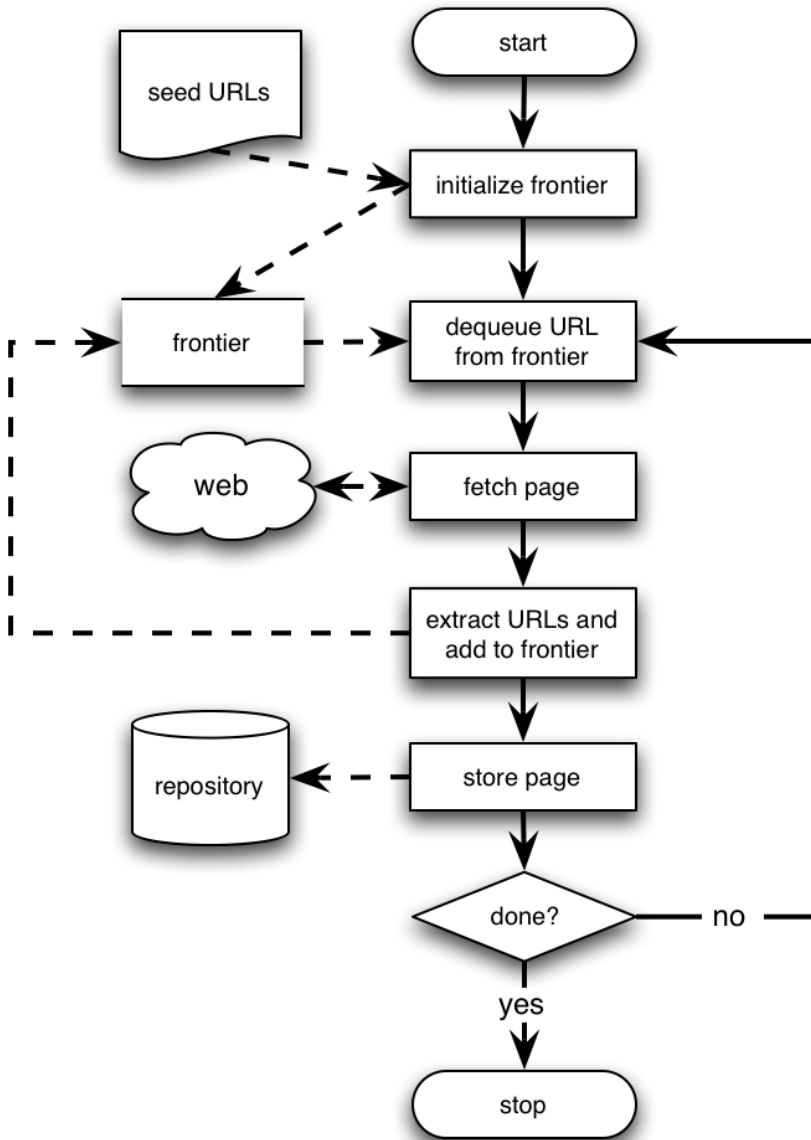 start
seed URLs
initialize frontier
frontier
dequeue URL
from frontier
web
fetch page
extract URLs and
add to frontier
repository
store page
done?
no
yes
stop